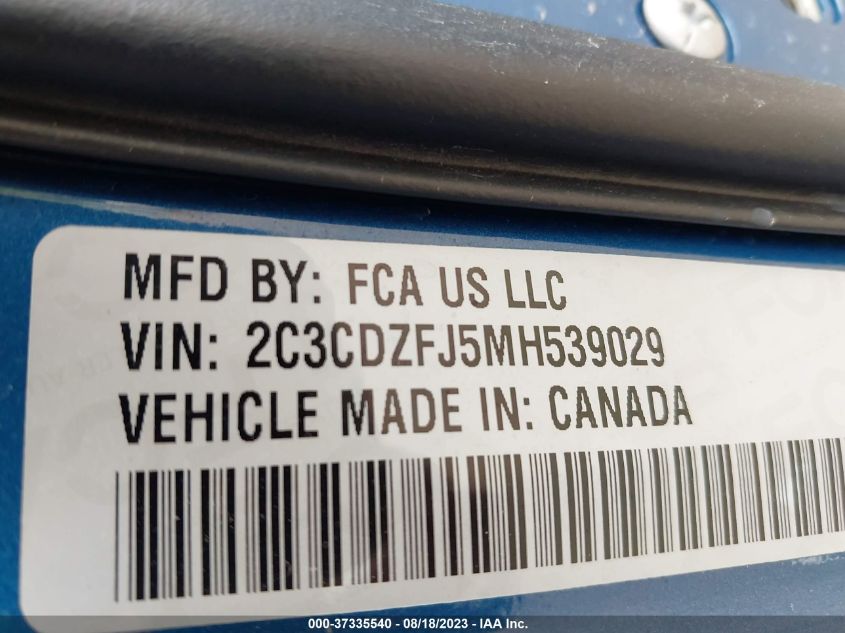 MFD BY: FCA US LLC
VIN: 2C3CDZFJ5MH539029
VEHICLE MADE IN: CANADA
000-37335540 - 08/18/2023 - IAA Inc.